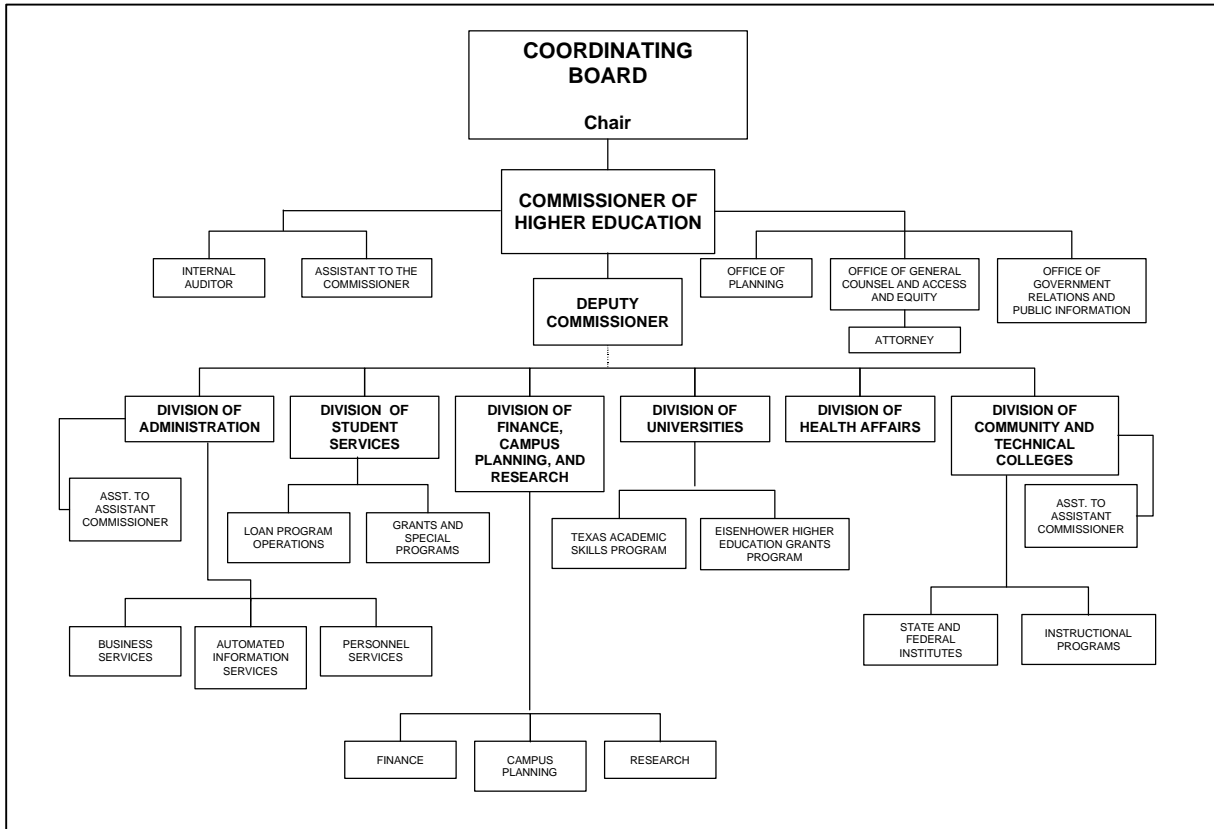 COORDINATING
BOARD
Chair
COMMISSIONER OF
HIGHER EDUCATION
INTERNAL
AUDITOR
ASSISTANT TO THE
COMMISSIONER
OFFICE OF
PLANNING
OFFICE OF GENERAL
COUNSEL AND ACCESS
AND EQUITY
OFFICE OF
GOVERNMENT
RELATIONS AND
PUBLIC INFORMATION
DEPUTY
COMMISSIONER
ATTORNEY
DIVISION OF
ADMINISTRATION
DIVISION OF
STUDENT
SERVICES
DIVISION OF
FINANCE,
CAMPUS
PLANNING, AND
RESEARCH
DIVISION OF
UNIVERSITIES
DIVISION OF
HEALTH AFFAIRS
DIVISION OF
COMMUNITY AND
TECHNICAL
COLLEGES
ASST. TO
ASSISTANT
COMMISSIONER
LOAN PROGRAM
OPERATIONS
GRANTS AND
SPECIAL
PROGRAMS
TEXAS ACADEMIC
SKILLS PROGRAM
EISENHOWER HIGHER
EDUCATION GRANTS
PROGRAM
ASST. TO
ASSISTANT
COMMISSIONER
BUSINESS
SERVICES
AUTOMATED
INFORMATION
SERVICES
PERSONNEL
SERVICES
STATE AND
FEDERAL
INSTITUTES
INSTRUCTIONAL
PROGRAMS
FINANCE
CAMPUS
PLANNING
RESEARCH